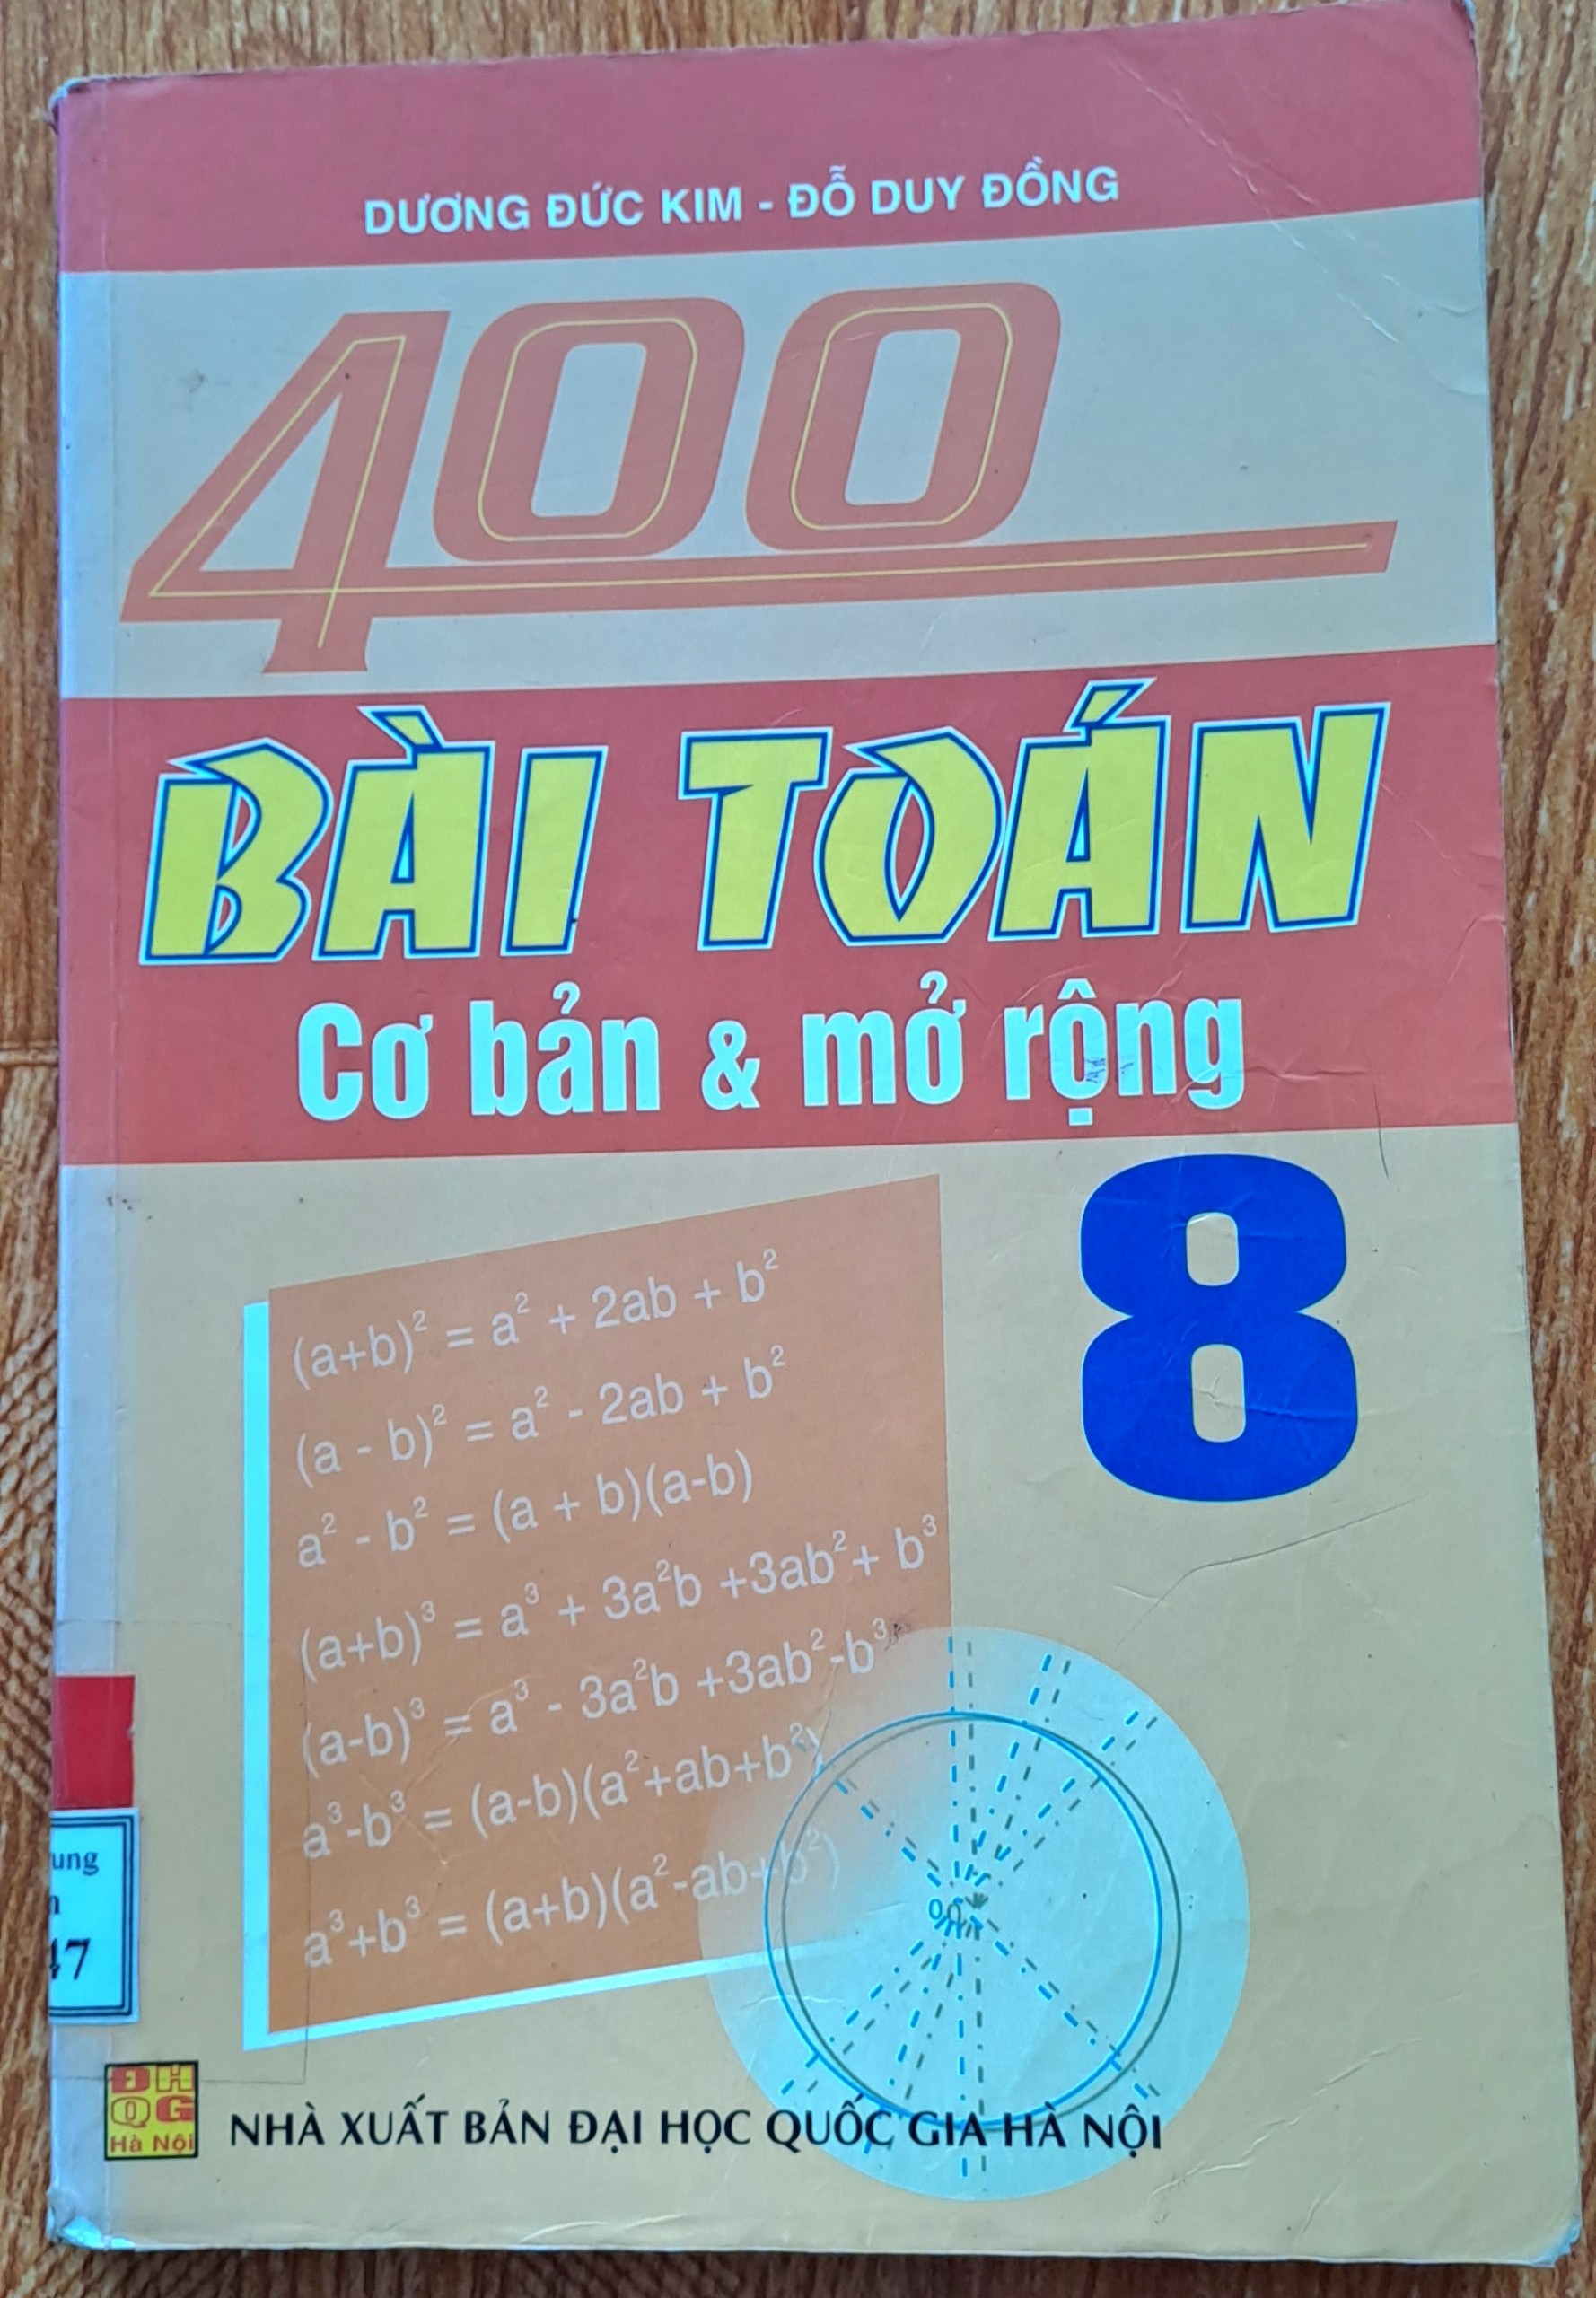 DƯƠNG ĐỨC KIM - ĐỖ DUY ĐỒNG
400
BÀI TOÁN
Cơ bản & mở rộng
8
(a+b)² = a² + 2ab + b²
(a - b)² = a² - 2ab + b²
a² - b² = (a + b)(a-b)
(a+b)³ = a³ + 3a²b +3ab²+ b³
(a-b)³ = a³ - 3a²b +3ab²-b³
a³-b³ = (a-b)(a²+ab+b²)
a³+b³ = (a+b)(a²-ab+b²)
ung
47
ĐH
QG
Hà Nội
NHÀ XUẤT BẢN ĐẠI HỌC QUỐC GIA HÀ NỘI